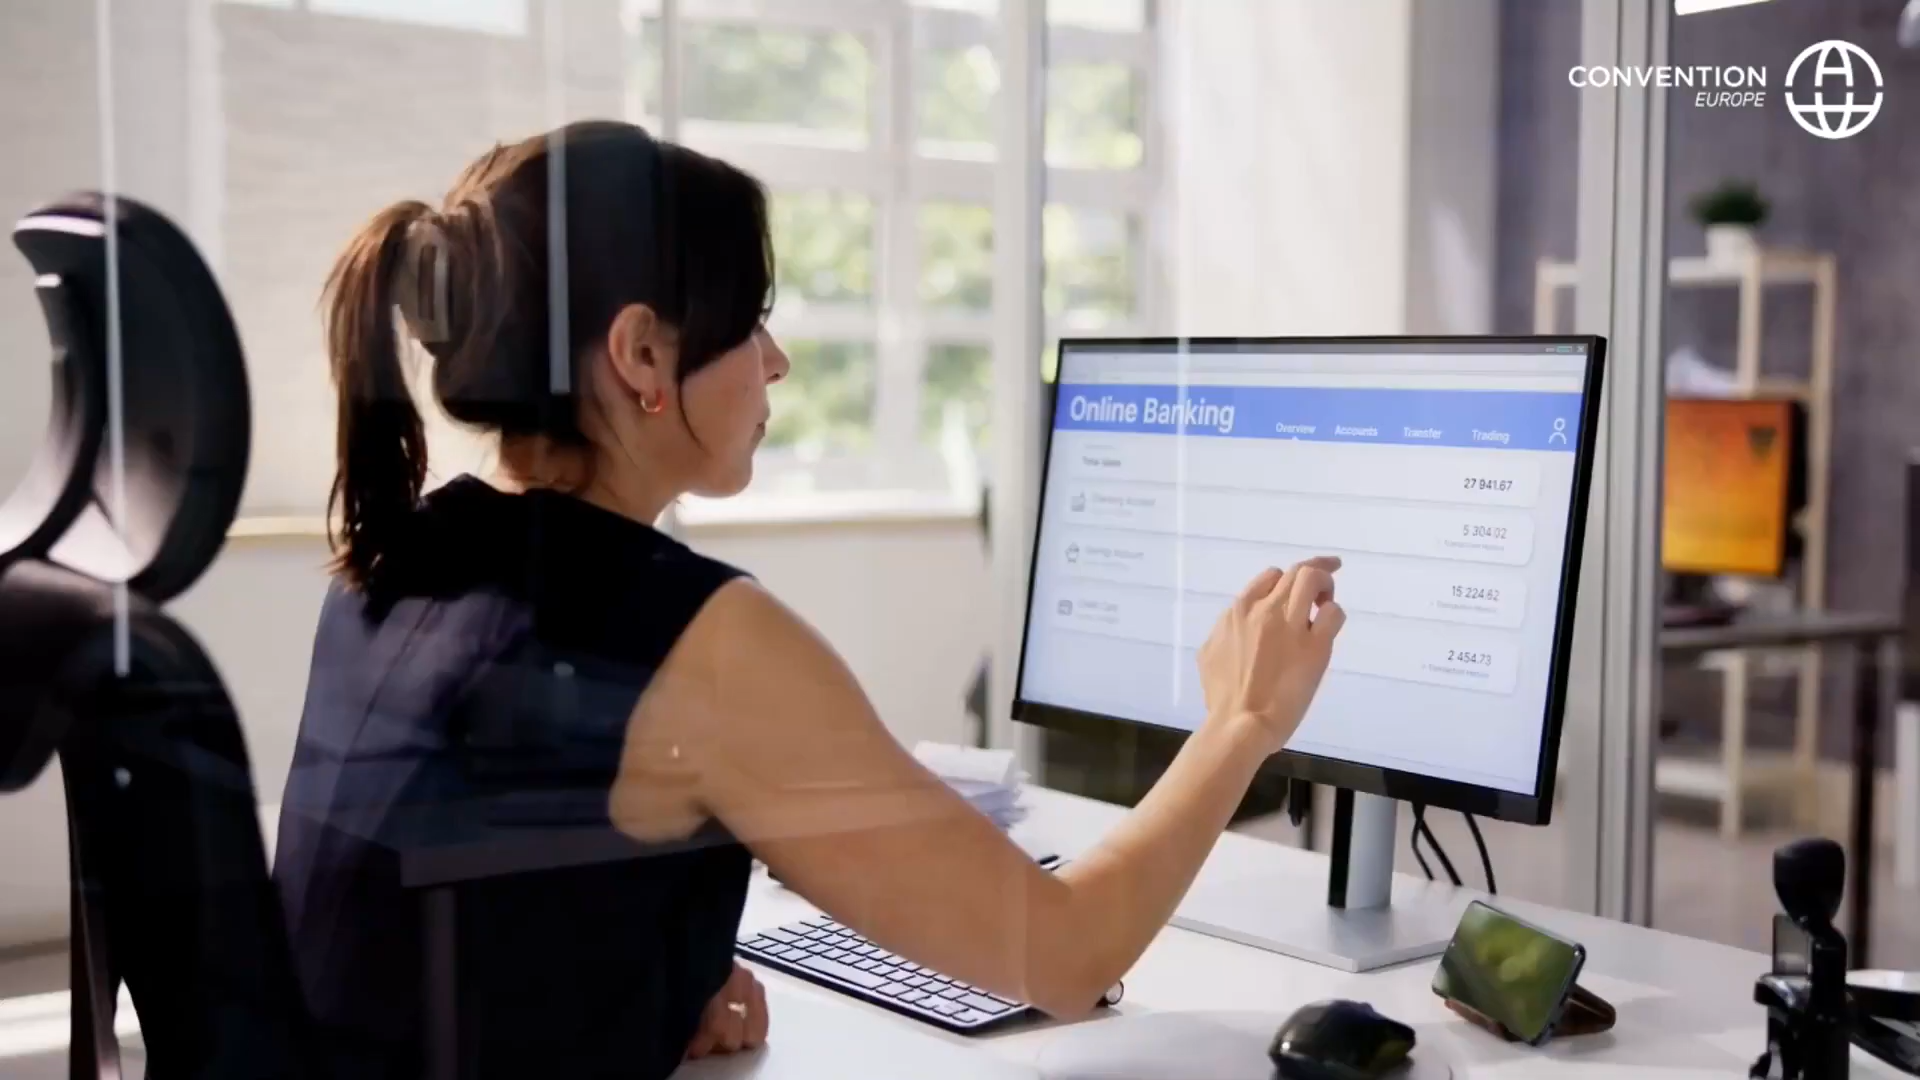 CONVENTION
EUROPE
Online Banking
Overview
Accounts
Transfer
Trading
27 941.67
5 304.02
15 224.62
2 454.73